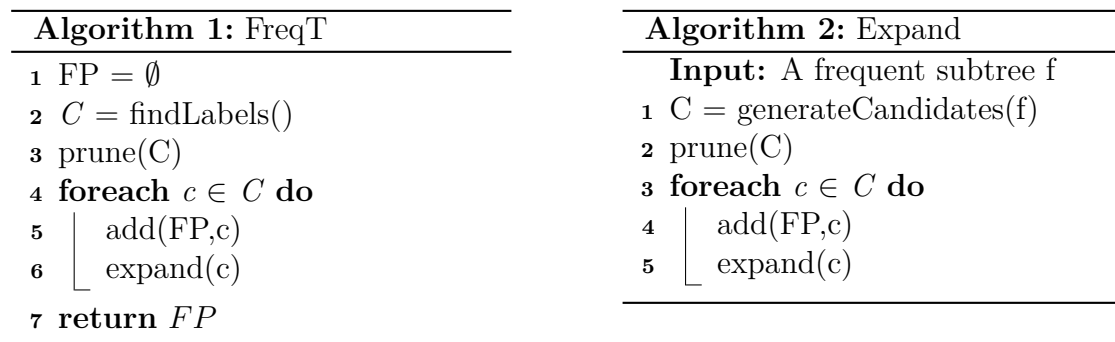 Algorithm 1: FreqT
1 FP = ∅
2 C = findLabels()
3 prune(C)
4 foreach c ∈ C do
5 add(FP,c)
6 expand(c)
7 return FP
Algorithm 2: Expand
Input: A frequent subtree f
1 C = generateCandidates(f)
2 prune(C)
3 foreach c ∈ C do
4 add(FP,c)
5 expand(c)